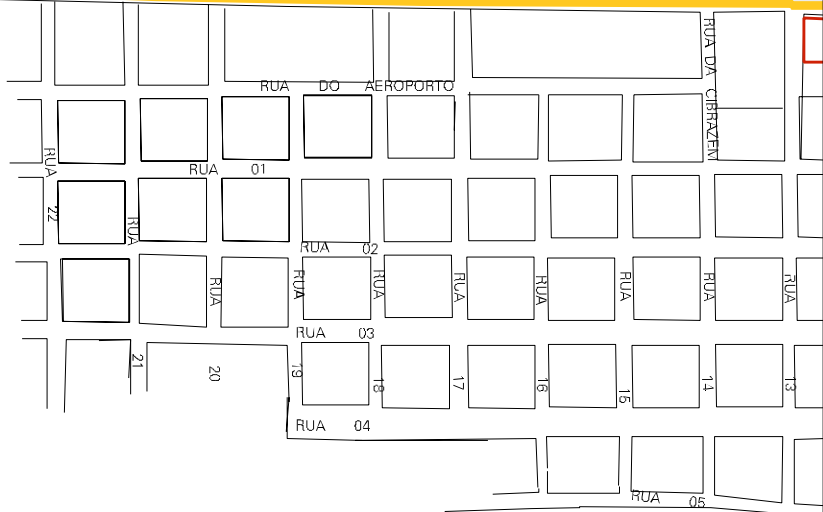 RUA DO AEROPORTO
RUA DA CIBRAZEM
RUA 01
RUA 22
RUA 02
RUA 21
RUA 20
RUA 19
RUA 18
RUA 17
RUA 16
RUA 15
RUA 14
RUA 13
RUA 03
RUA 04
RUA 05